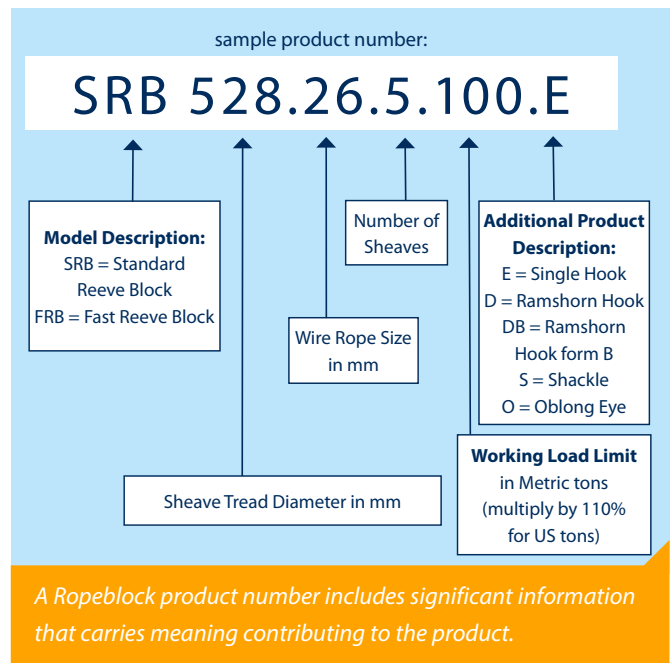 sample product number:
SRB 528.26.5.100.E
Model Description:
SRB = Standard
Reeve Block
FRB = Fast Reeve Block
Sheave Tread Diameter in mm
Wire Rope Size
in mm
Number of
Sheaves
Working Load Limit
in Metric tons
(multiply by 110%
for US tons)
Additional Product
Description:
E = Single Hook
D = Ramshorn Hook
DB = Ramshorn
Hook form B
S = Shackle
O = Oblong Eye
A Ropeblock product number includes significant information
that carries meaning contributing to the product.